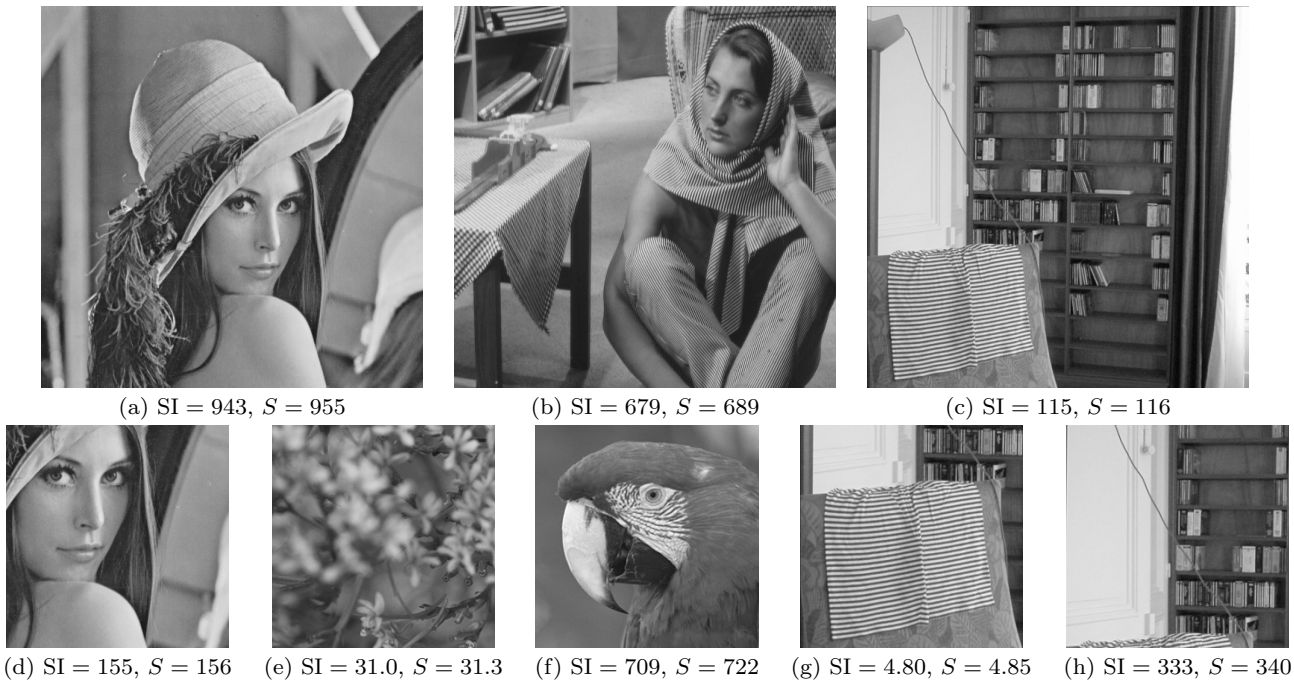 (a) SI = 943, S = 955
(b) SI = 679, S = 689
(c) SI = 115, S = 116
(d) SI = 155, S = 156
(e) SI = 31.0, S = 31.3
(f) SI = 709, S = 722
(g) SI = 4.80, S = 4.85
(h) SI = 333, S = 340